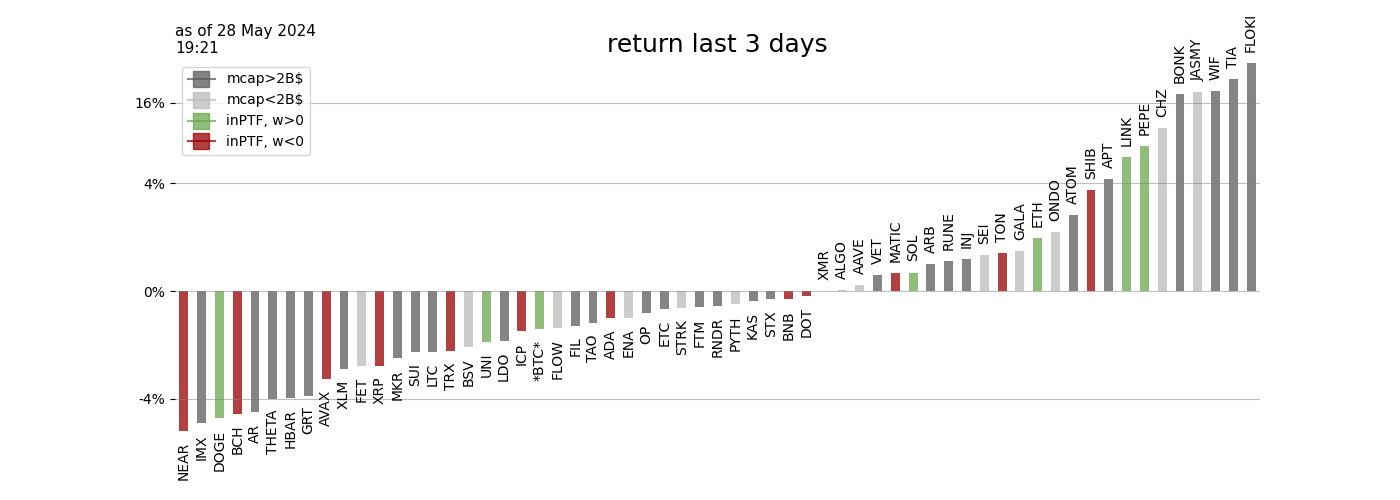 as of 28 May 2024
19:21
return last 3 days
mcap>2B$
mcap<2B$
inPTF, w>0
inPTF, w<0
16%
4%
0%
-4%
NEAR
IMX
DOGE
BCH
AR
THETA
HBAR
GRT
AVAX
XLM
FET
XRP
MKR
SUI
LTC
TRX
BSV
UNI
LDO
ICP
*BTC*
FLOW
FIL
TAO
ADA
ENA
OP
ETC
STRK
FTM
RNDR
PYTH
KAS
STX
BNB
DOT
XMR
ALGO
AAVE
VET
MATIC
SOL
ARB
RUNE
INJ
SEI
TON
GALA
ETH
ONDO
ATOM
SHIB
APT
LINK
PEPE
CHZ
BONK
JASMY
WIF
TIA
FLOKI